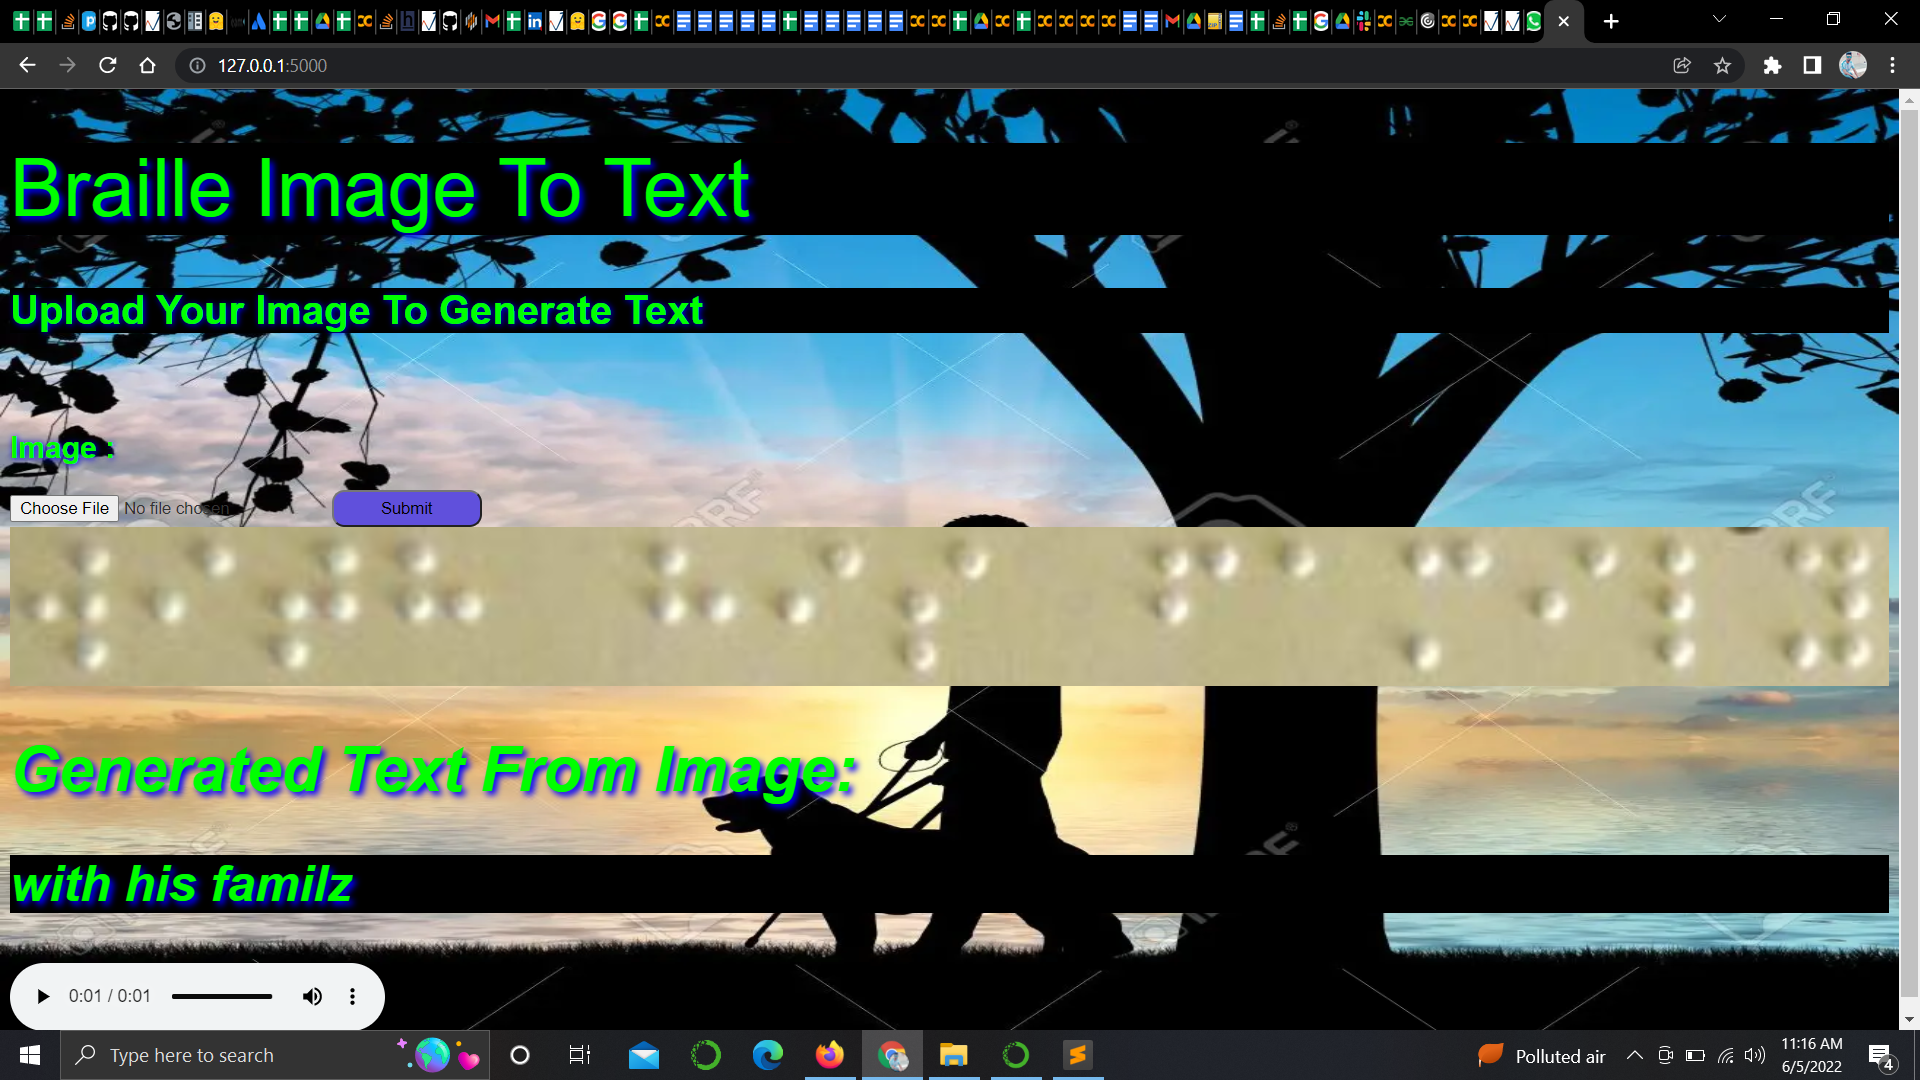 127.0.0.1:5000
Braille Image To Text
Upload Your Image To Generate Text
Image :
Choose File No file chosen Submit
⠺⠊⠞⠓ ⠓⠊⠎ ⠋⠁⠍⠊⠇⠽
Generated Text From Image:
with his familz
0:01 / 0:01
Type here to search
Polluted air
11:16 AM
6/5/2022
4